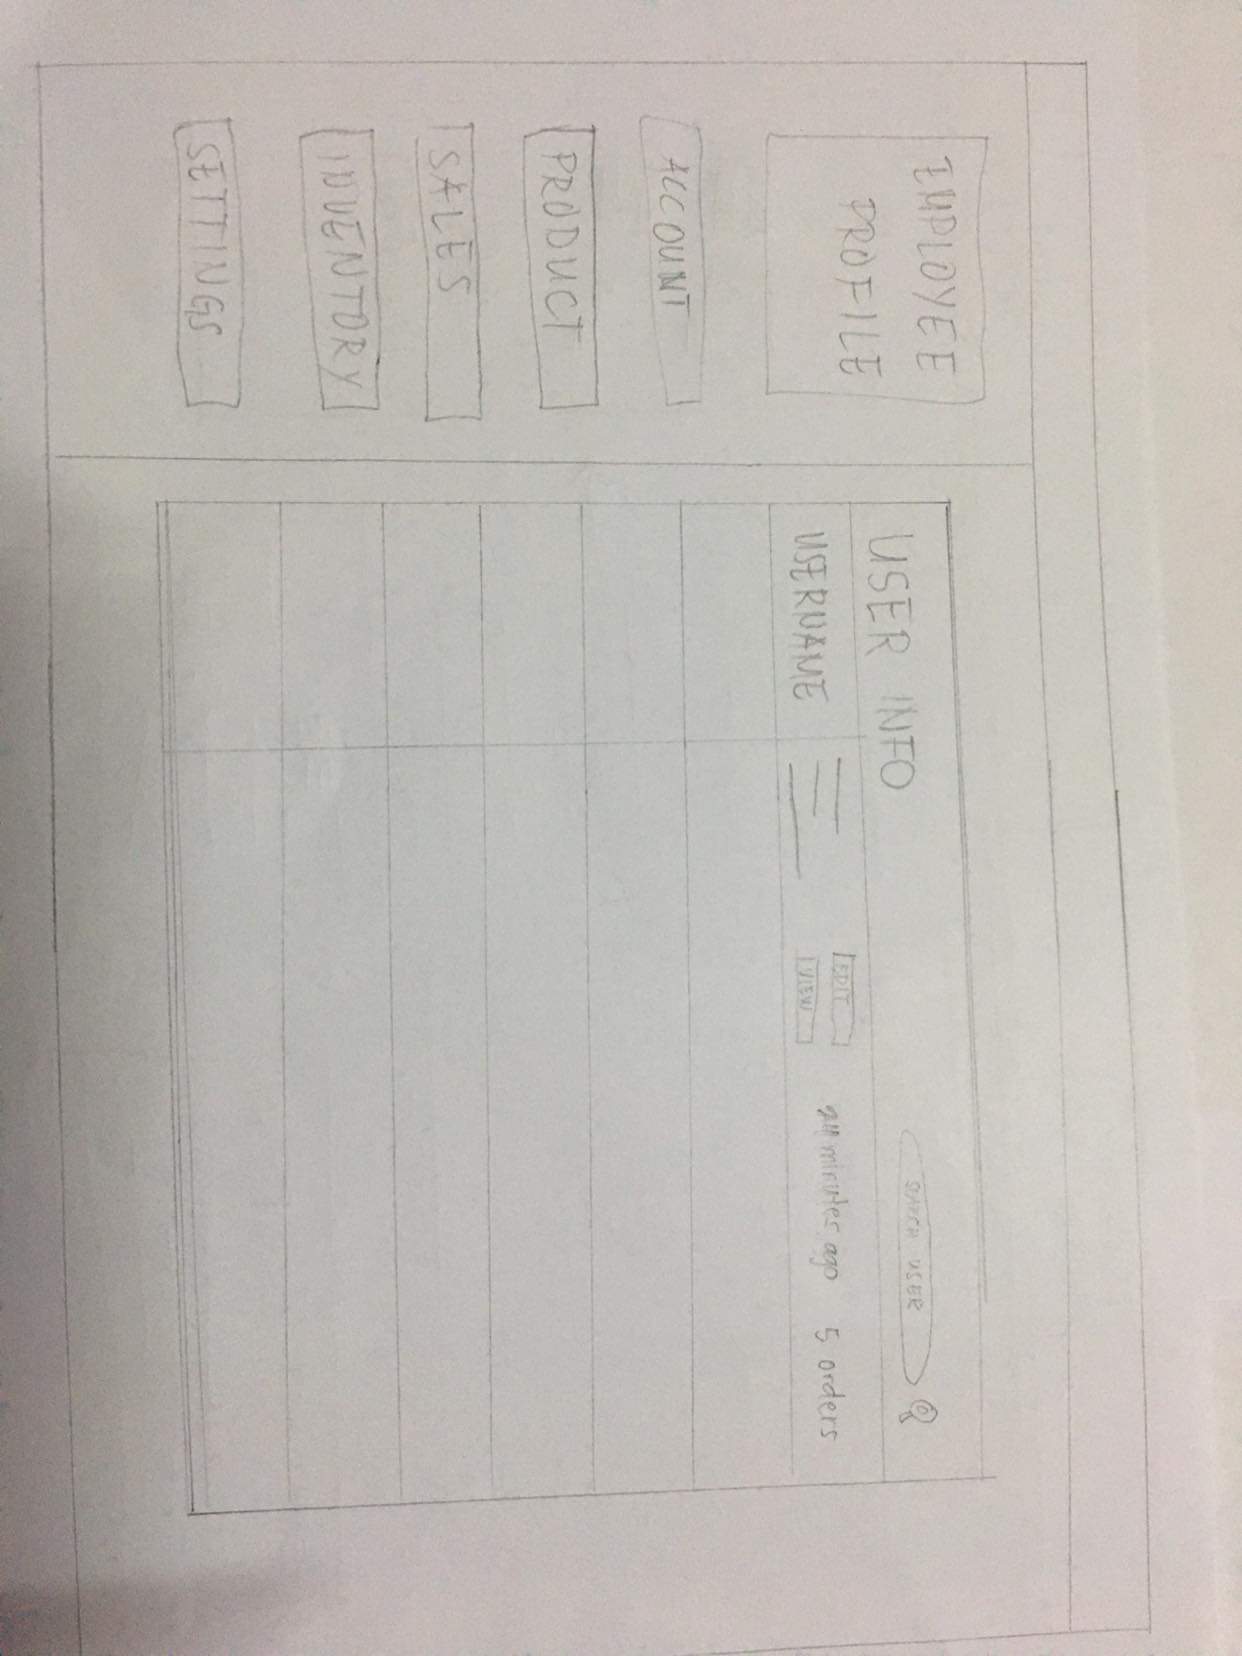 EMPLOYEE
PROFILE
ACCOUNT
PRODUCT
SALES
INVENTORY
SETTINGS
USER INFO
SEARCH USER
USERNAME
EDIT
VIEW
24 minutes ago
5 orders